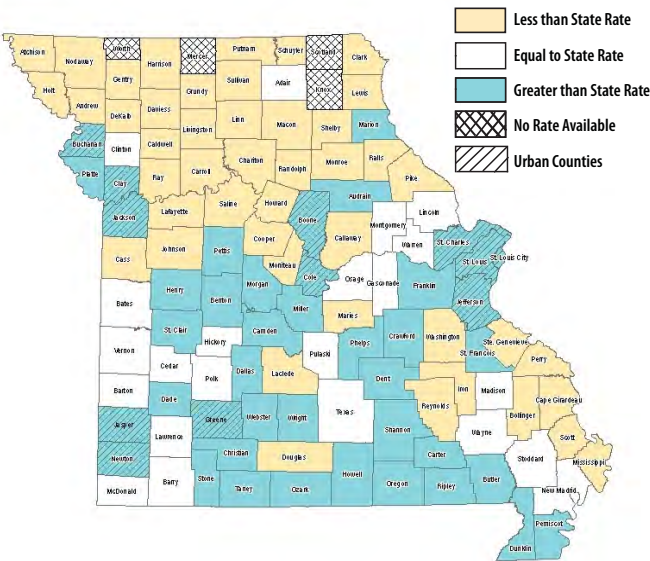 Less than State Rate
Equal to State Rate
Greater than State Rate
No Rate Available
Urban Counties
Atchison
Nodaway
Worth
Harrison
Mercer
Putnam
Schuyler
Scotland
Clark
Holt
Gentry
Sullivan
Adair
Knox
Lewis
Andrew
DeKalb
Daviess
Grundy
Linn
Macon
Shelby
Marion
Buchanan
Clinton
Caldwell
Livingston
Chariton
Randolph
Monroe
Ralls
Pike
Platte
Clay
Ray
Carroll
Howard
Boone
Audrain
Lincoln
Jackson
Lafayette
Saline
Cooper
Callaway
Montgomery
Warren
St. Charles
St. Louis City
St. Louis
Cass
Johnson
Pettis
Moniteau
Cole
Osage
Gasconade
Franklin
Jefferson
Bates
Henry
Benton
Morgan
Miller
Maries
Crawford
Washington
Ste. Genevieve
St. Francois
Perry
St. Clair
Camden
Phelps
Vernon
Hickory
Pulaski
Cedar
Polk
Dallas
Laclede
Dent
Iron
Madison
Cape Girardeau
Bollinger
Barton
Dade
Texas
Reynolds
Jasper
Greene
Webster
Wright
Shannon
Wayne
Scott
Lawrence
Christian
Douglas
Carter
Stoddard
Mississippi
Newton
Howell
Butler
McDonald
Barry
Stone
Taney
Ozark
Oregon
Ripley
New Madrid
Pemiscot
Dunklin